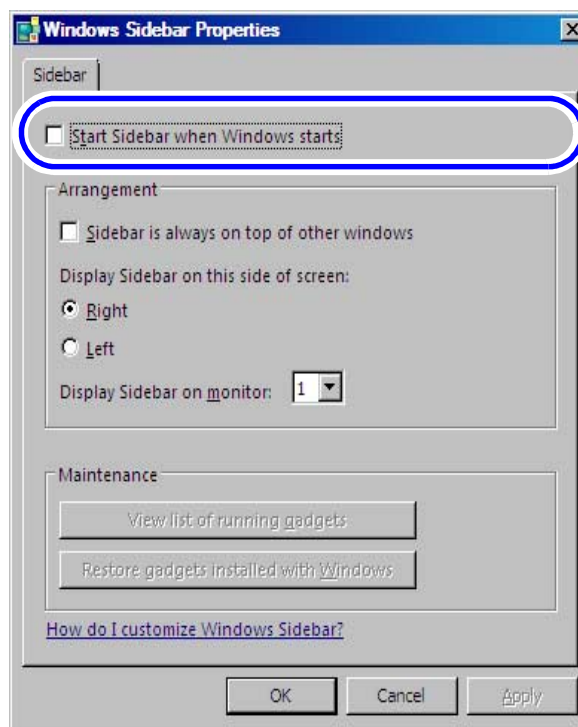 Windows Sidebar Properties
Sidebar
Start Sidebar when Windows starts
Arrangement
Sidebar is always on top of other windows
Display Sidebar on this side of screen:
Right
Left
Display Sidebar on monitor: 1
Maintenance
View list of running gadgets
Restore gadgets installed with Windows
How do I customize Windows Sidebar?
OK Cancel Apply